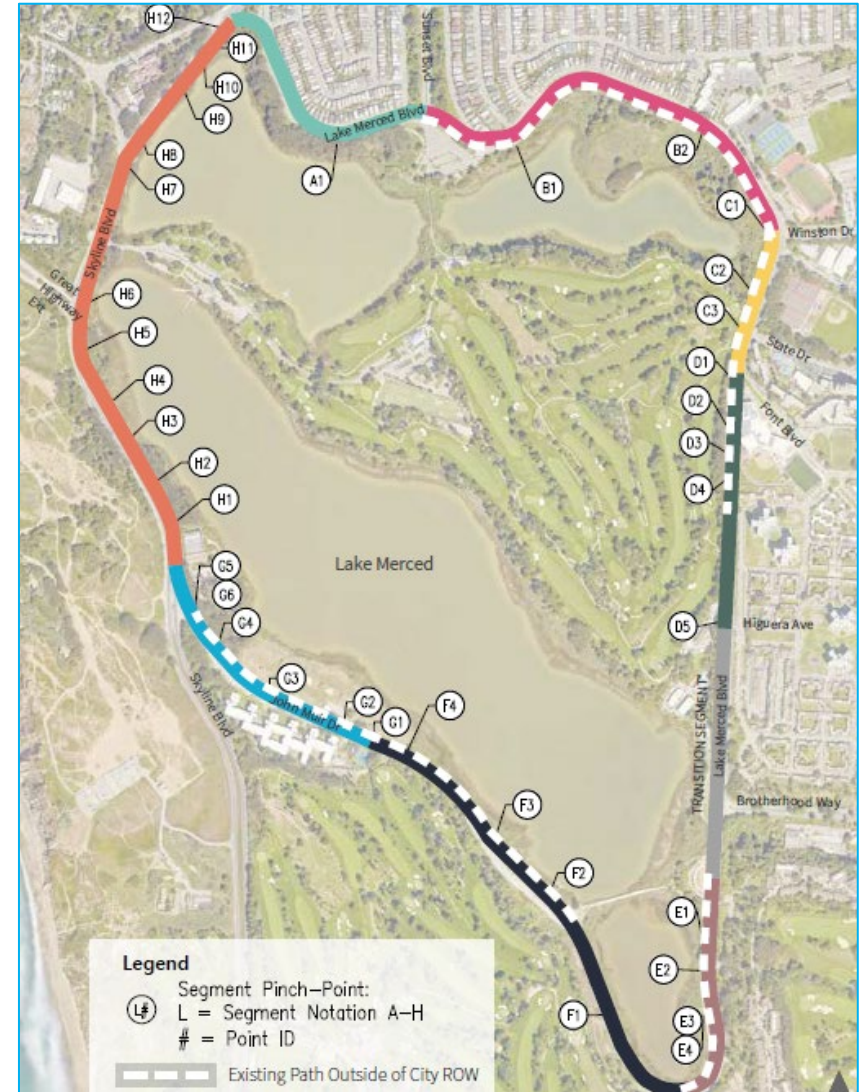 H12
H11
H10
H9
H8
H7
Sunset Blvd
Lake Merced Blvd
A1
B1
B2
C1
Winston Dr
C2
C3
State Dr
D1
Font Blvd
D2
D3
D4
D5
Higuera Ave
TRANSITION SEGMENT
Lake Merced Blvd
Brotherhood Way
Skyline Blvd
Great
Highway
Ext
H6
H5
H4
H3
H2
H1
Lake Merced
G5
G6
G4
G3
John Muir Dr
G2
G1
Skyline Blvd
F4
F3
F2
F1
E1
E2
E3
E4
Legend
L#
Segment Pinch-Point:
L = Segment Notation A-H
# = Point ID
Existing Path Outside of City ROW